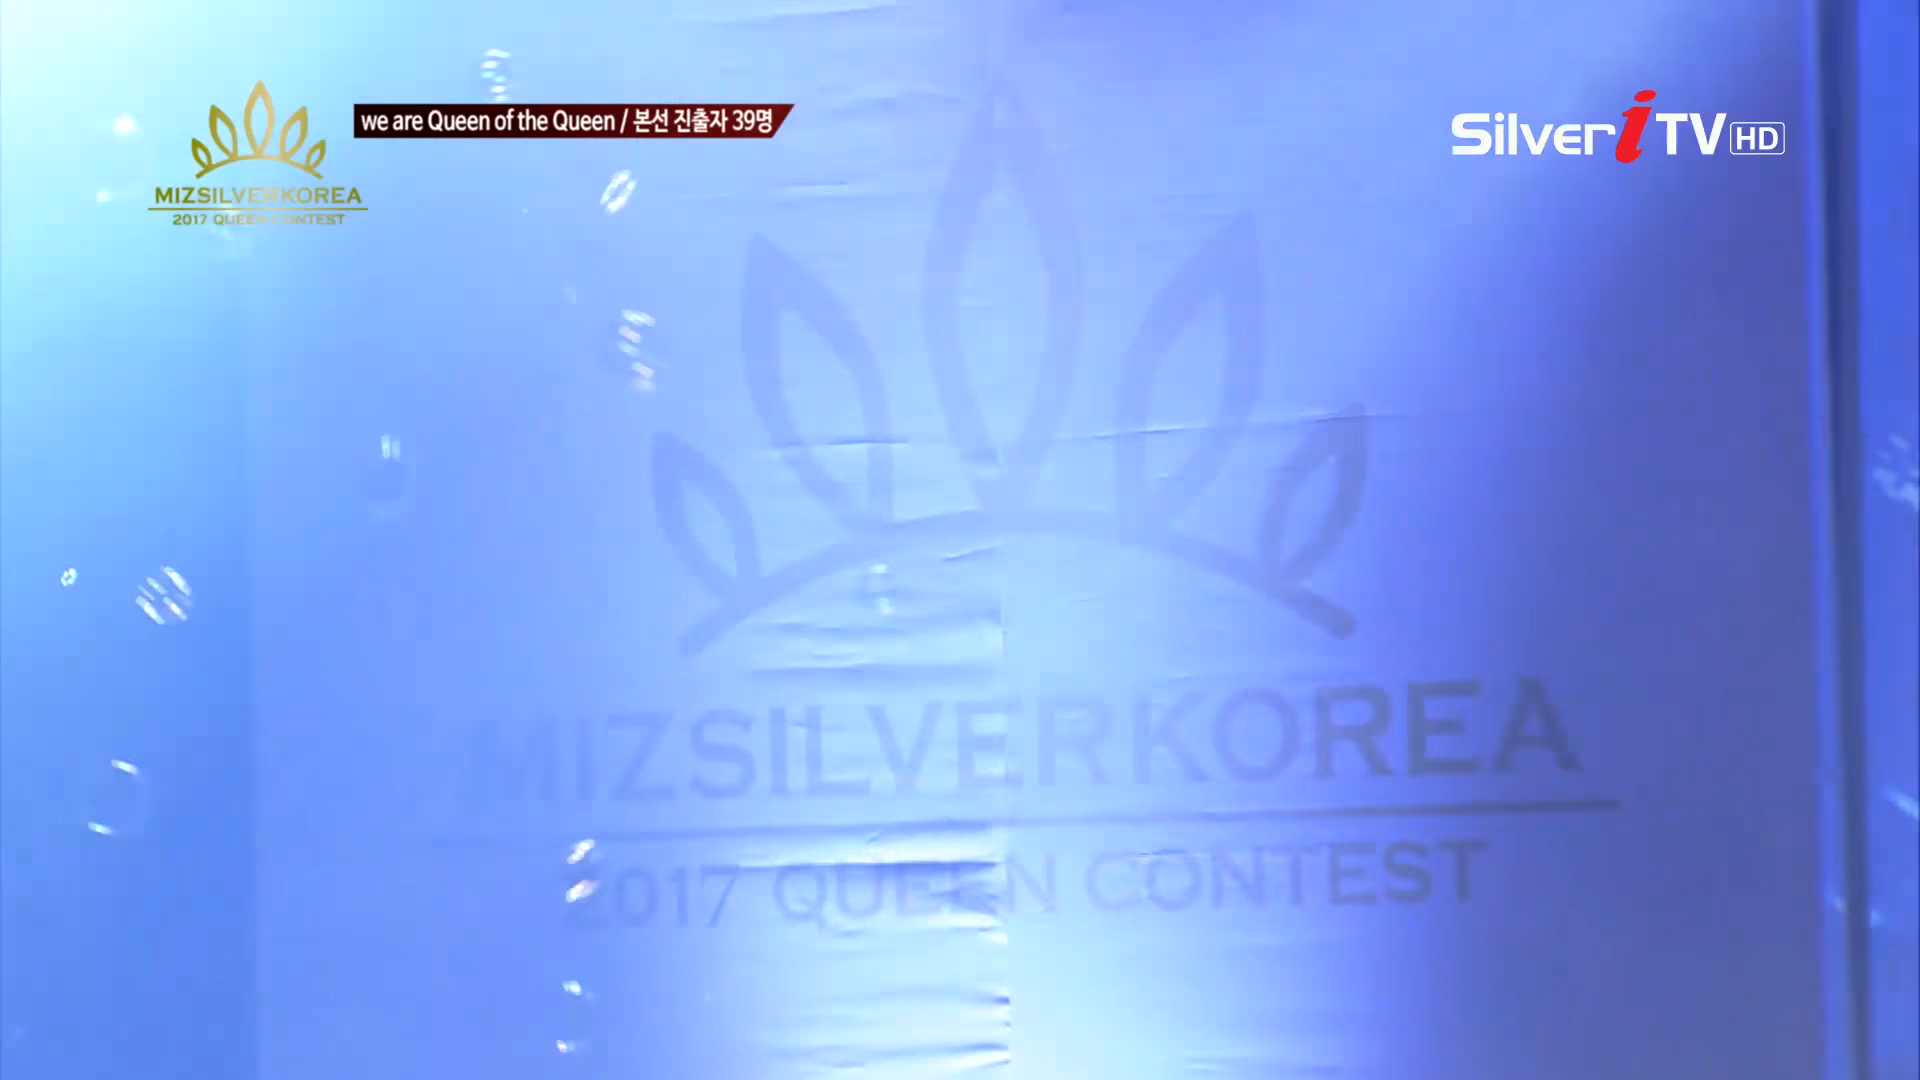 we are Queen of the Queen / 본선 진출자 39명
SilveriTV HD
MIZSILVERKOREA
2017 QUEEN CONTEST
MIZSILVERKOREA
2017 QUEEN CONTEST